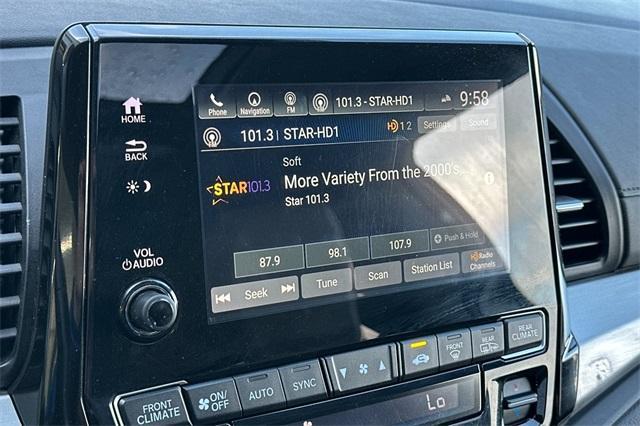 Phone Navigation FM 101.3 - STAR-HD1 9:58
101.3 | STAR-HD1 HD 1 2 Settings Sound
Soft
More Variety From the 2000's,...
Star 101.3
STAR101.3
87.9 98.1 107.9 + Push & Hold
Seek Tune Scan Station List HD Radio Channels
HOME
BACK
VOL
AUDIO
FRONT CLIMATE
ON/OFF
AUTO
SYNC
FRONT
REAR
REAR CLIMATE
Lo